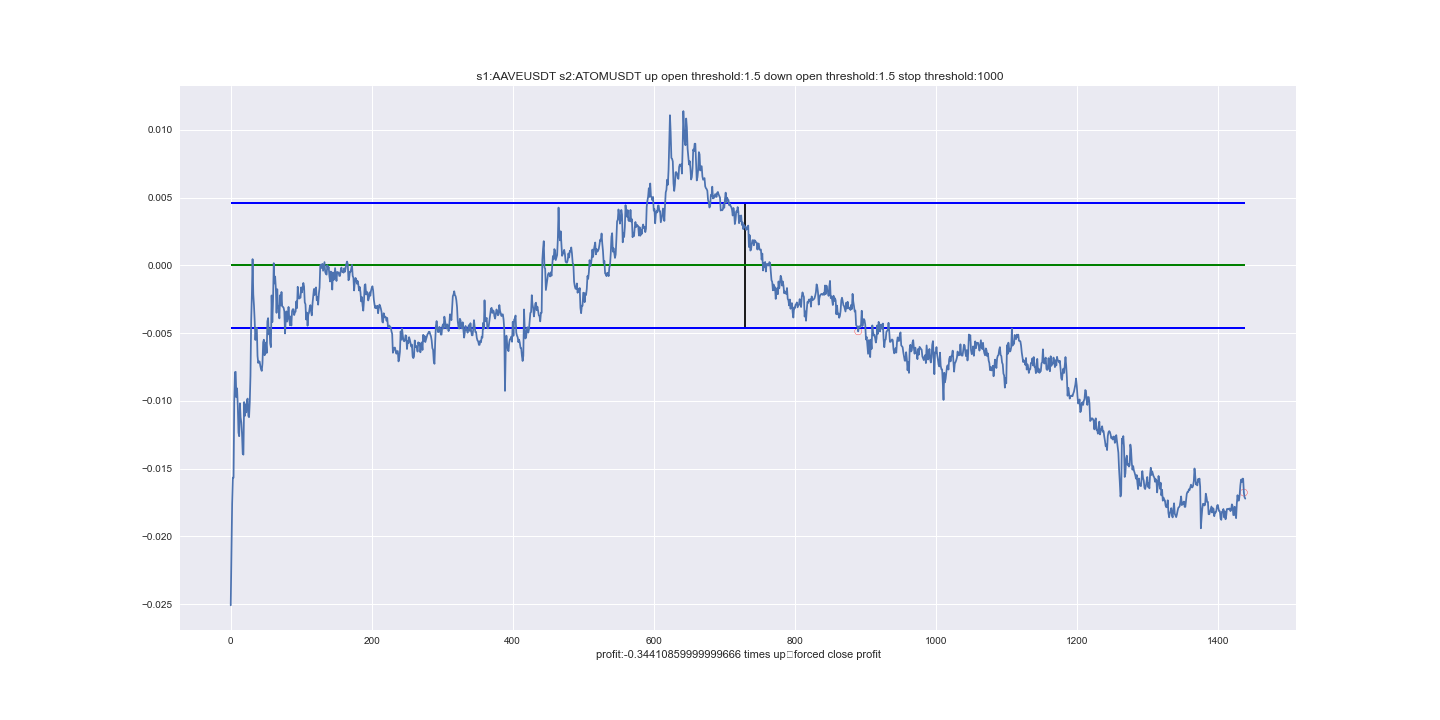 s1:AAVEUSDT s2:ATOMUSDT up open threshold:1.5 down open threshold:1.5 stop threshold:1000
0.010
0.005
0.000
−0.005
−0.010
−0.015
−0.020
−0.025
0 200 400 600 800 1000 1200 1400
profit:-0.34410859999999666 times up□forced close profit